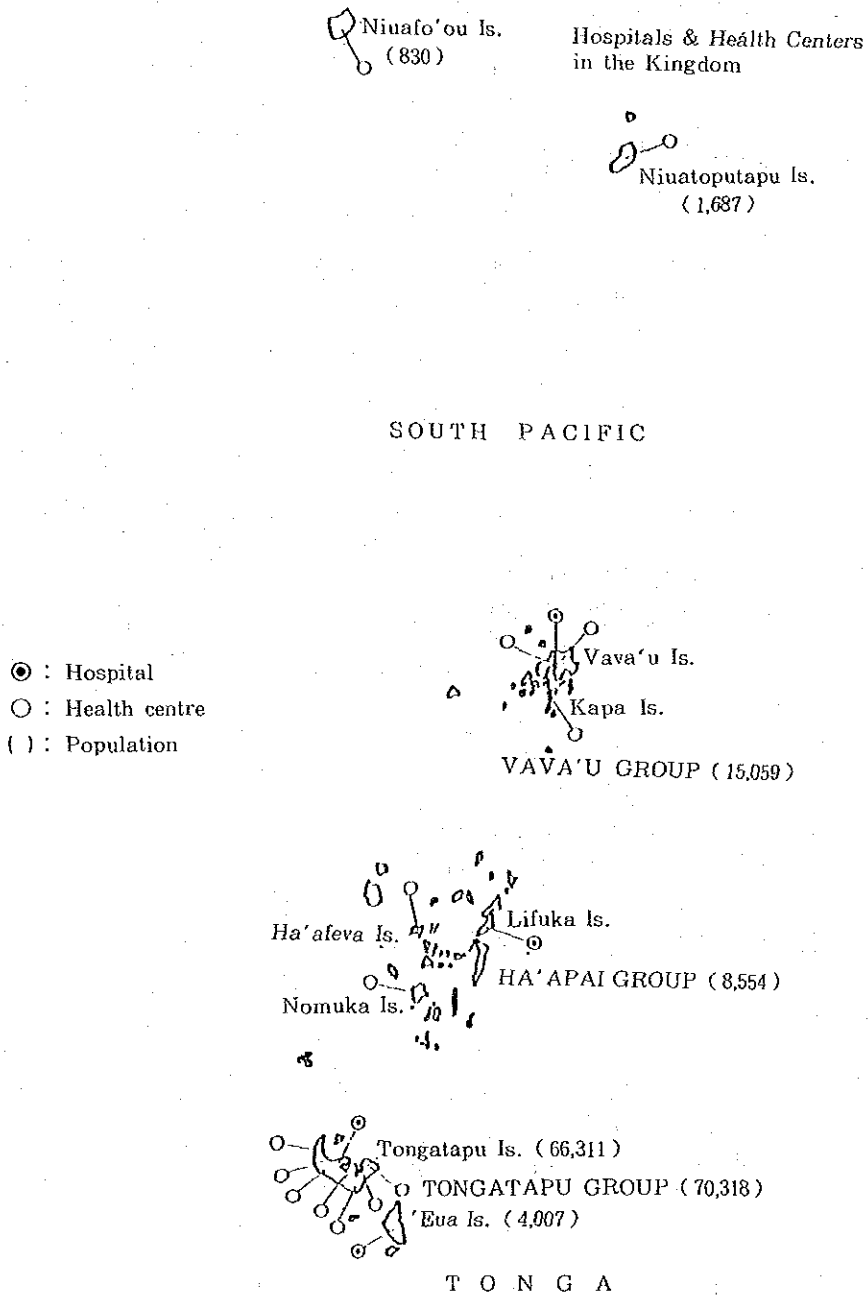 Niuafo'ou Is.
(830)
Hospitals & Health Centers
in the Kingdom
Niuatoputapu Is.
(1,687)
SOUTH PACIFIC
⦿ : Hospital
○ : Health centre
( ) : Population
Vava'u Is.
Kapa Is.
VAVA'U GROUP (15,059)
Ha'afeva Is.
Lifuka Is.
HA'APAI GROUP (8,554)
Nomuka Is.
Tongatapu Is. (66,311)
TONGATAPU GROUP (70,318)
'Eua Is. (4,007)
TONGA